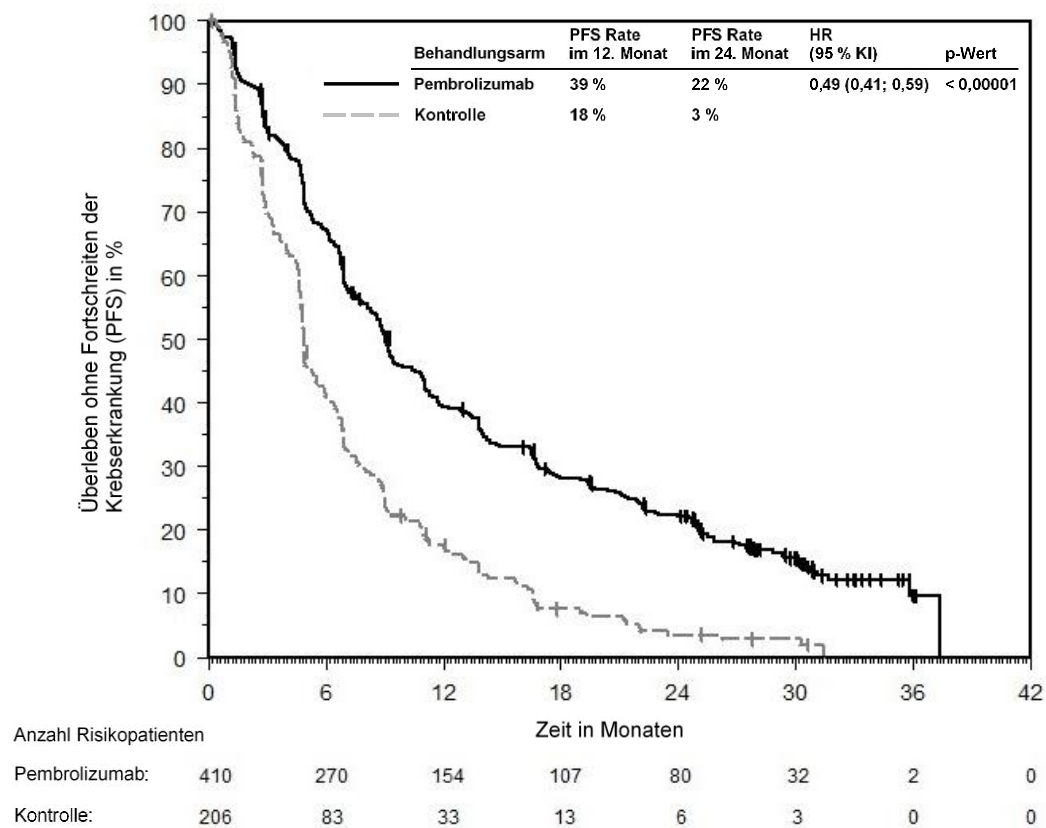 PFS Rate PFS Rate HR
Behandlungsarm im 12. Monat im 24. Monat (95 % KI) p-Wert
Pembrolizumab 39 % 22 % 0,49 (0,41; 0,59) < 0,00001
Kontrolle 18 % 3 %
Überleben ohne Fortschreiten der
Krebserkrankung (PFS) in %
100
90
80
70
60
50
40
30
20
10
0
0 6 12 18 24 30 36 42
Zeit in Monaten
Anzahl Risikopatienten
Pembrolizumab: 410 270 154 107 80 32 2 0
Kontrolle: 206 83 33 13 6 3 0 0